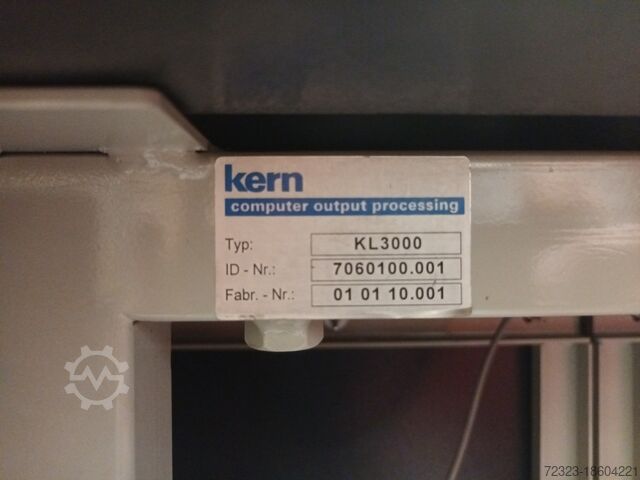 kern
computer output processing
Typ: KL3000
ID - Nr.: 7060100.001
Fabr. - Nr.: 01 01 10.001
72323-18604221